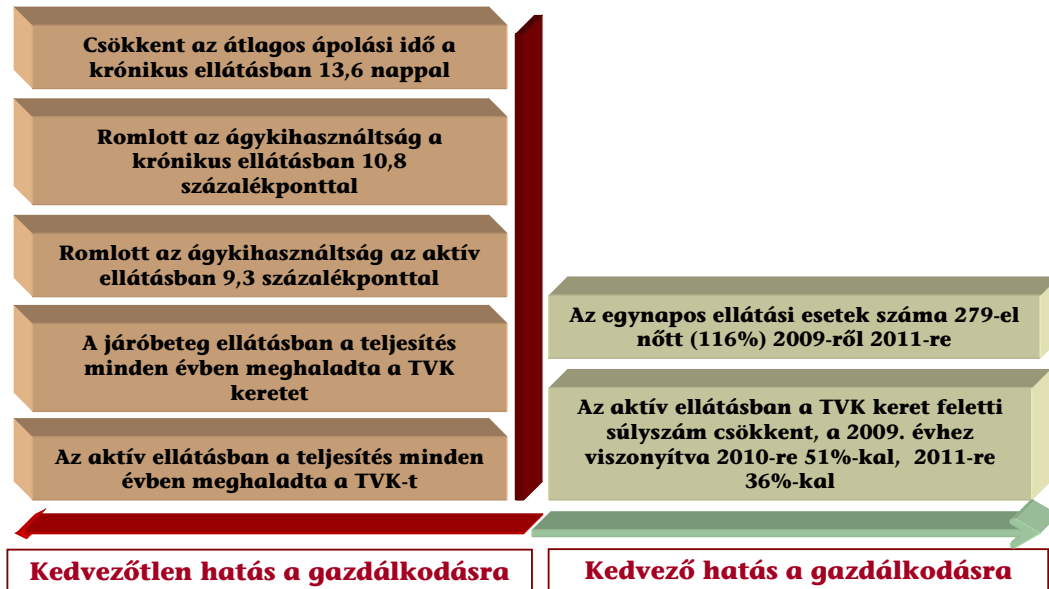 Csökkent az átlagos ápolási idő a
krónikus ellátásban 13,6 nappal
Romlott az ágykihasználtság a
krónikus ellátásban 10,8
százalékponttal
Romlott az ágykihasználtság az aktív
ellátásban 9,3 százalékponttal
A járóbeteg ellátásban a teljesítés
minden évben meghaladta a TVK
keretet
Az aktív ellátásban a teljesítés minden
évben meghaladta a TVK-t
Kedvezőtlen hatás a gazdálkodásra
Az egynapos ellátási esetek száma 279-el
nőtt (116%) 2009-ről 2011-re
Az aktív ellátásban a TVK keret feletti
súlyszám csökkent, a 2009. évhez
viszonyítva 2010-re 51%-kal, 2011-re
36%-kal
Kedvező hatás a gazdálkodásra